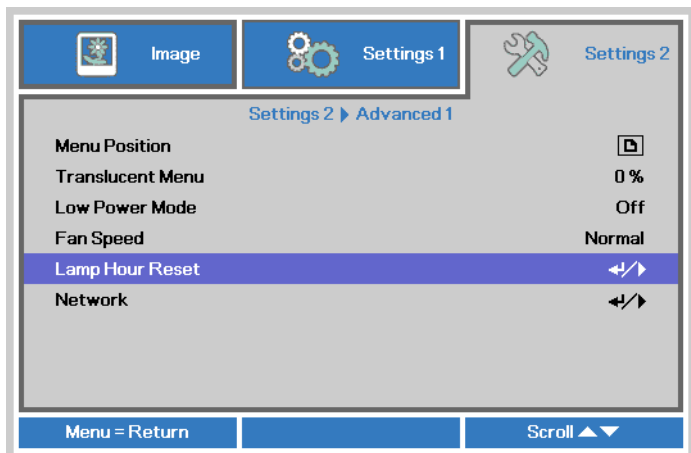 Image
Settings 1
Settings 2
Settings 2 ▶ Advanced 1
Menu Position
Translucent Menu 0 %
Low Power Mode Off
Fan Speed Normal
Lamp Hour Reset ↵/▶
Network ↵/▶
Menu = Return Scroll ▲▼